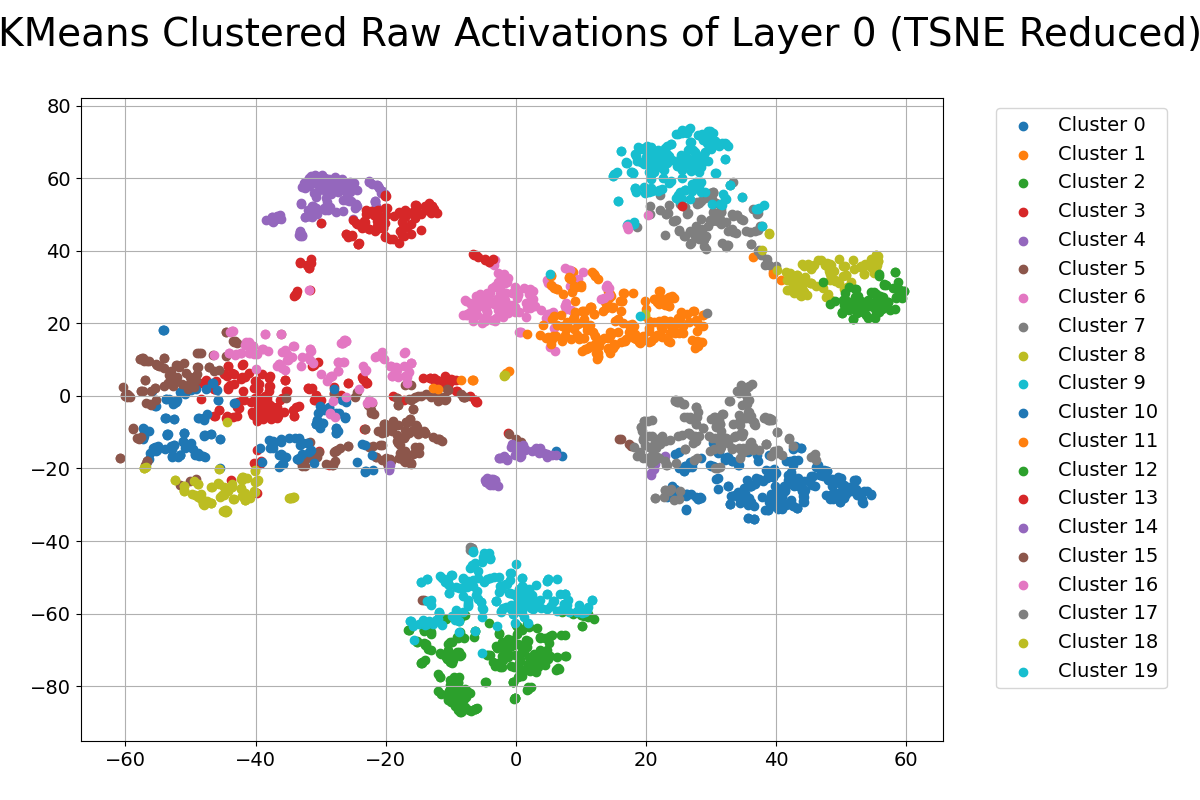 KMeans Clustered Raw Activations of Layer 0 (TSNE Reduced)
80
60
40
20
0
−20
−40
−60
−80
−60
−40
−20
0
20
40
60
Cluster 0
Cluster 1
Cluster 2
Cluster 3
Cluster 4
Cluster 5
Cluster 6
Cluster 7
Cluster 8
Cluster 9
Cluster 10
Cluster 11
Cluster 12
Cluster 13
Cluster 14
Cluster 15
Cluster 16
Cluster 17
Cluster 18
Cluster 19